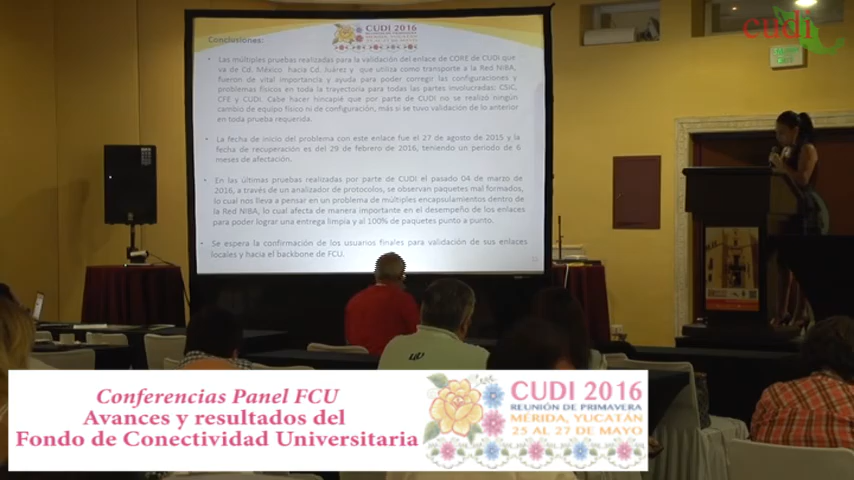 CUDI 2016
REUNIÓN DE PRIMAVERA
MÉRIDA, YUCATÁN
25 AL 27 DE MAYO
cudi
Conclusiones:
• Las múltiples pruebas realizadas para la validación del enlace de CORE de CUDI que
va de Cd. México hacia Cd. Juarez y que utiliza como transporte a la Red NIBA,
fueron de vital importancia y ayuda para poder corregir las configuraciones y
problemas físicos en toda la trayectoria para todas las partes involucradas: CSIC,
CFE y CUDI. Cabe hacer hincapié que por parte de CUDI no se realizó ningún
cambio de equipo físico ni de configuración, más si se tuvo validación de lo anterior
en toda prueba requerida.
• La fecha de inicio del problema con este enlace fue el 27 de agosto de 2015 y la
fecha de recuperación es del 29 de febrero de 2016, teniendo un periodo de 6
meses de afectación.
• En las últimas pruebas realizadas por parte de CUDI el pasado 04 de marzo de
2016, a través de un analizador de protocolos, se observan paquetes mal formados,
lo cual nos lleva a pensar en un problema de múltiples encapsulamientos dentro de
la Red NIBA; lo cual afecta de manera importante en el desempeño de los enlaces
para poder lograr una entrega limpia y al 100% de paquetes punto a punto.
• Se espera la confirmación de los usuarios finales para validación de sus enlaces
locales y hacia el backbone de FCU.
Conferencias Panel FCU
Avances y resultados del
Fondo de Conectividad Universitaria
CUDI 2016
REUNIÓN DE PRIMAVERA
MÉRIDA, YUCATÁN
25 AL 27 DE MAYO